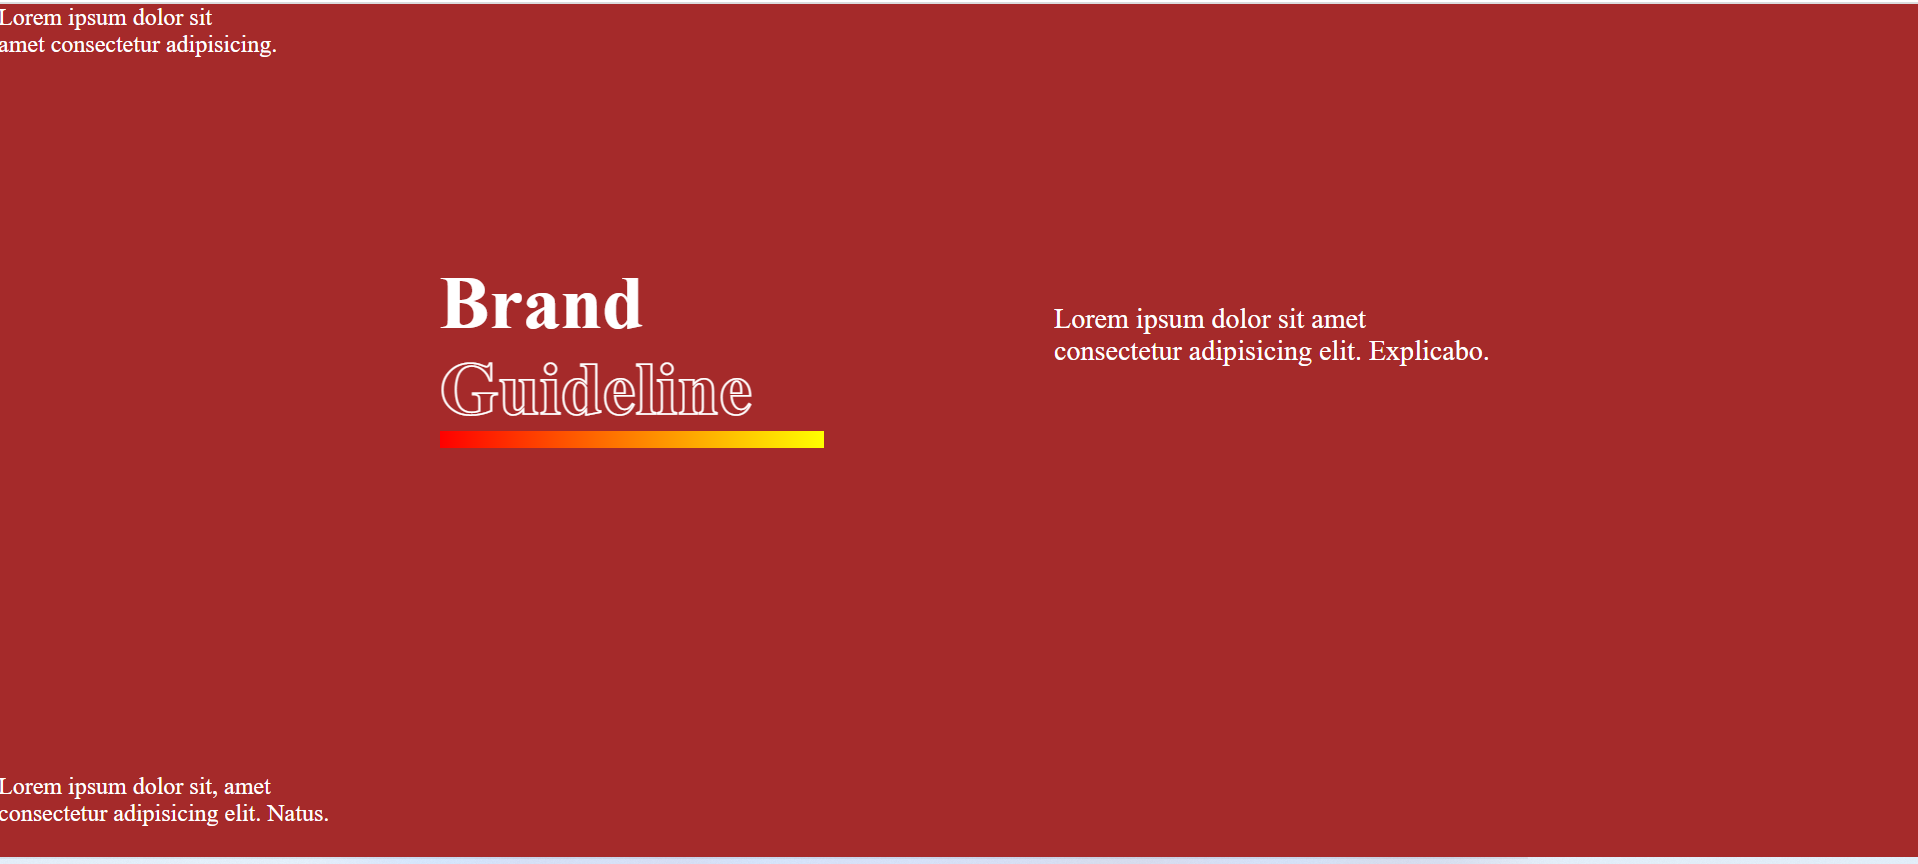 Lorem ipsum dolor sit
amet consectetur adipisicing.
Brand
Guideline
Lorem ipsum dolor sit amet
consectetur adipisicing elit. Explicabo.
Lorem ipsum dolor sit, amet
consectetur adipisicing elit. Natus.